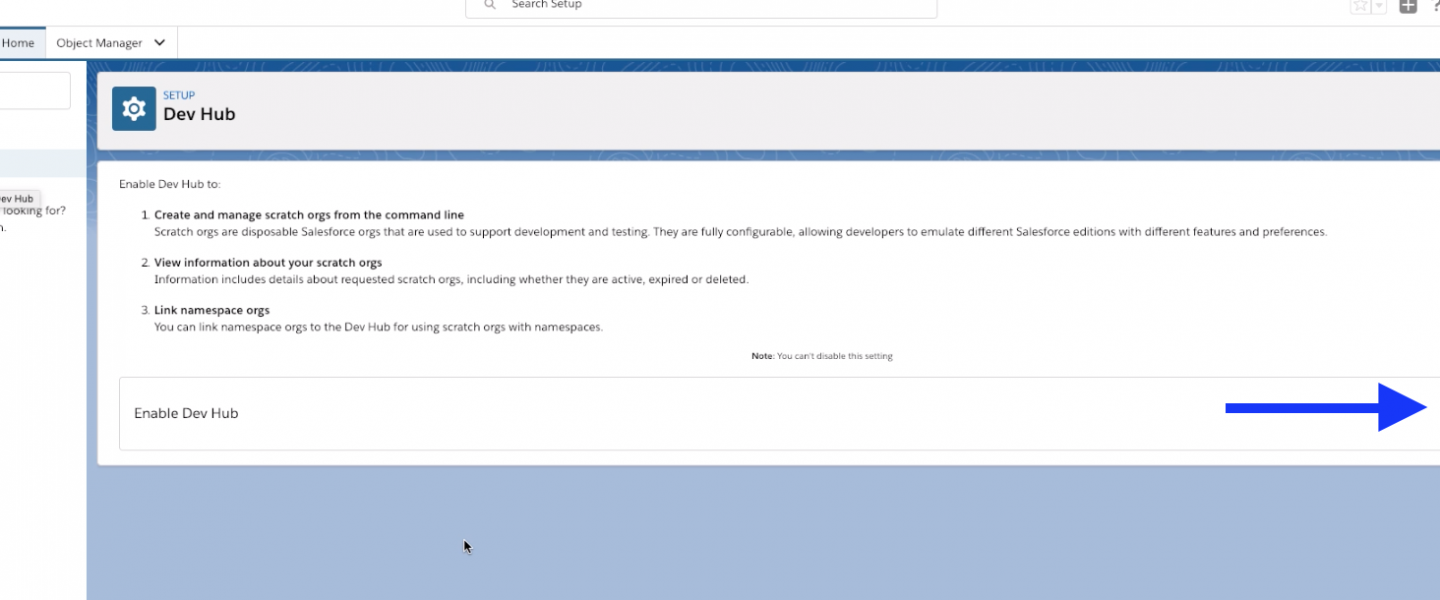 Search Setup
Home
Object Manager
SETUP
Dev Hub
Enable Dev Hub to:
1. Create and manage scratch orgs from the command line
Scratch orgs are disposable Salesforce orgs that are used to support development and testing. They are fully configurable, allowing developers to emulate different Salesforce editions with different features and preferences.
ev Hub
looking for?
n.
2. View information about your scratch orgs
Information includes details about requested scratch orgs, including whether they are active, expired or deleted.
3. Link namespace orgs
You can link namespace orgs to the Dev Hub for using scratch orgs with namespaces.
Note: You can't disable this setting
Enable Dev Hub